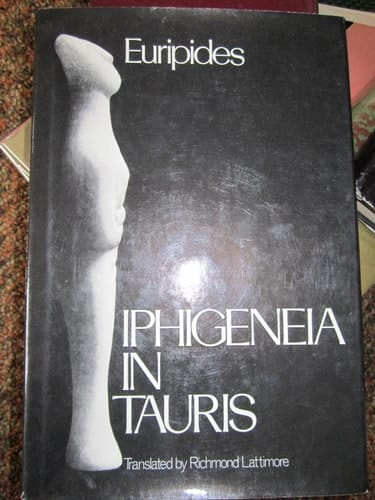 Euripides
IPHIGENEIA
IN
TAURIS
Translated by Richmond Lattimore